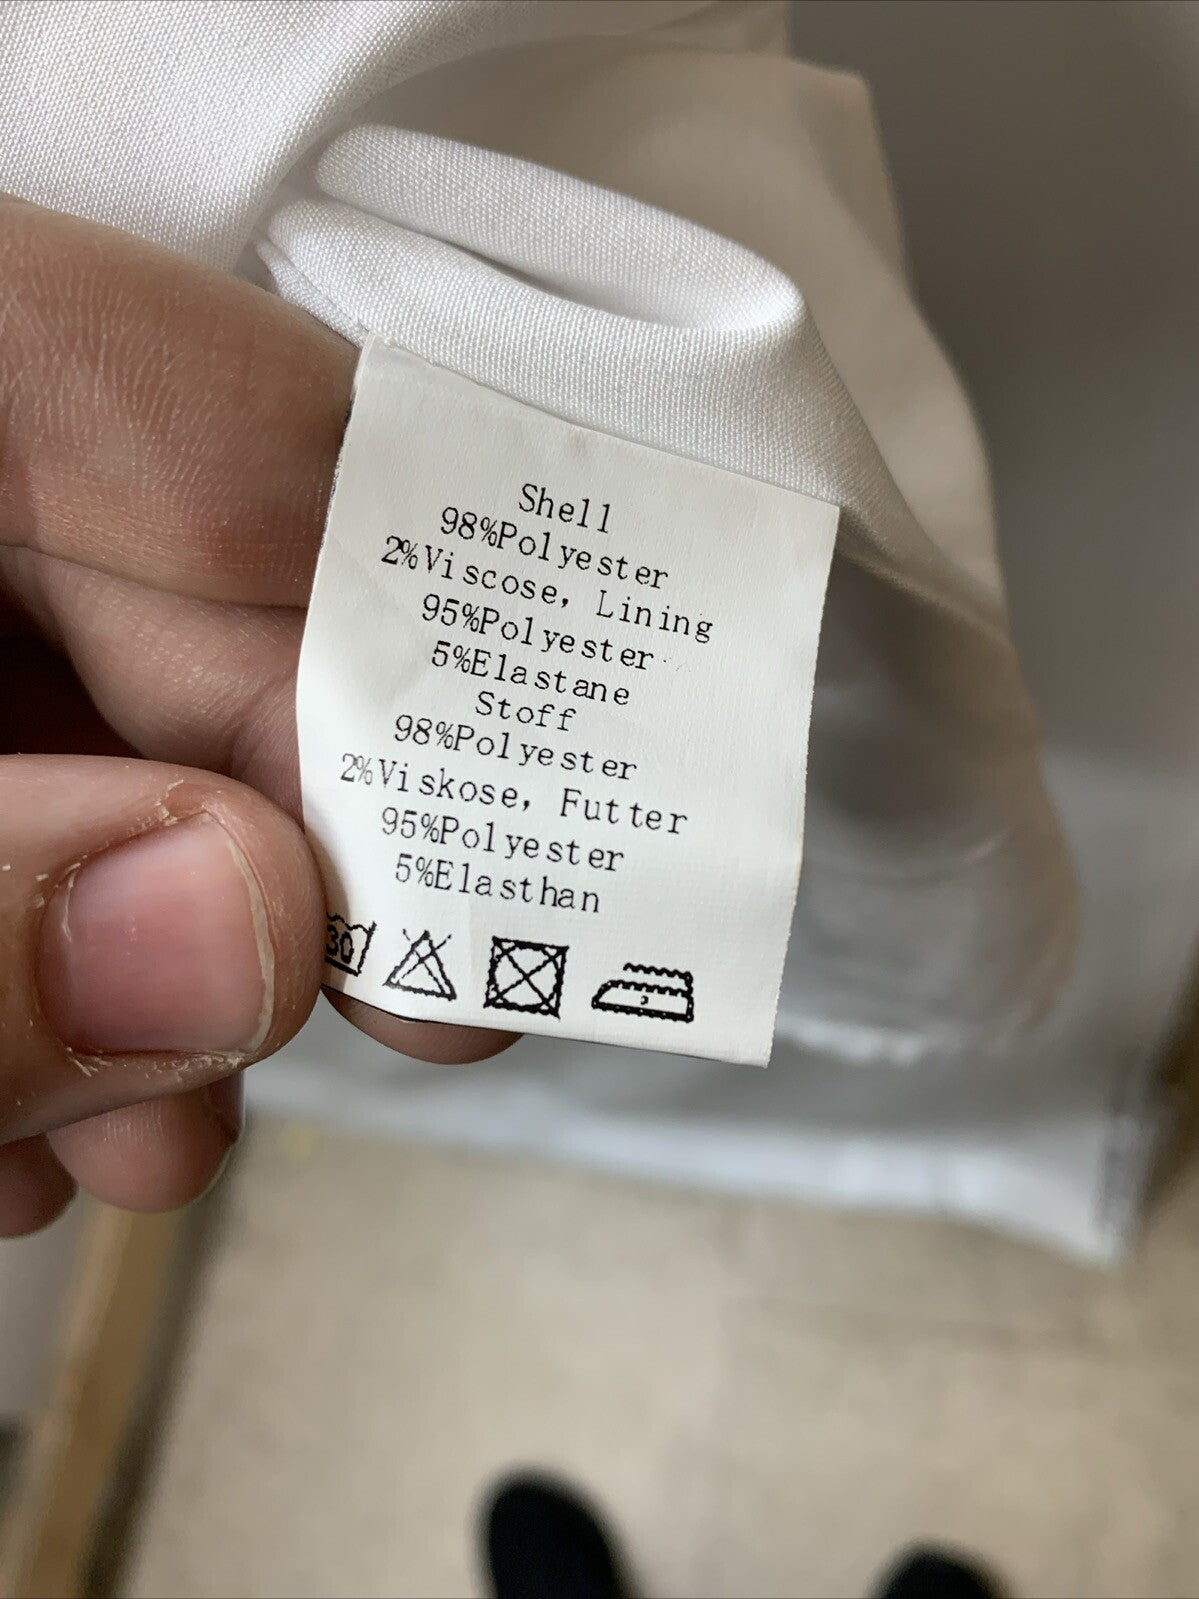 Shell
98%Polyester
2%Viscose, Lining
95%Polyester
5%Elastane
Stoff
98%Polyester
2%Viskose, Futter
95%Polyester
5%Elasthan
30